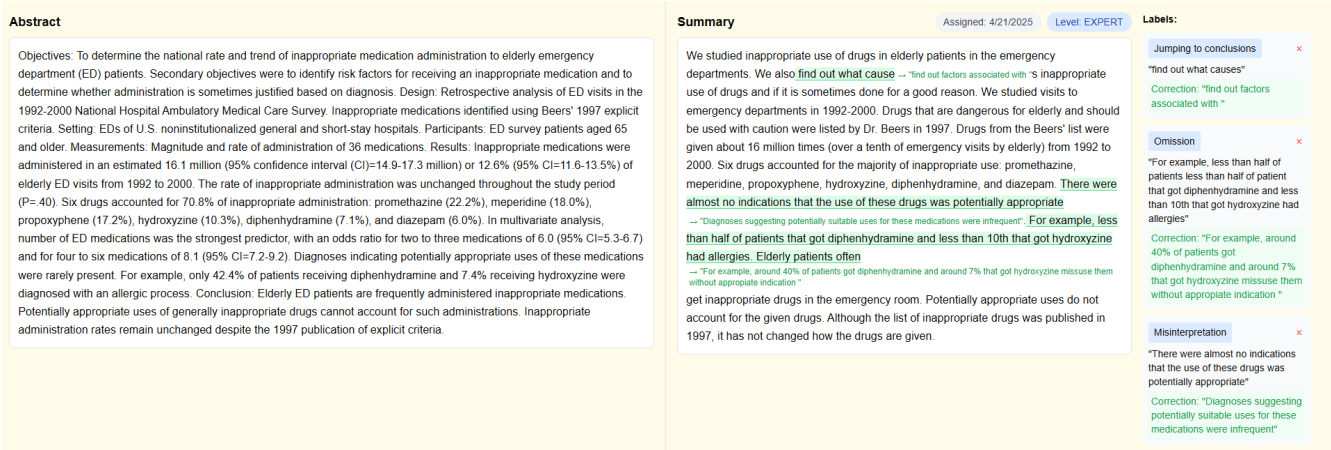 Abstract
Objectives: To determine the national rate and trend of inappropriate medication administration to elderly emergency
department (ED) patients. Secondary objectives were to identify risk factors for receiving an inappropriate medication and to
determine whether administration is sometimes justified based on diagnosis. Design: Retrospective analysis of ED visits in the
1992-2000 National Hospital Ambulatory Medical Care Survey. Inappropriate medications identified using Beers' 1997 explicit
criteria. Setting: EDs of U.S. noninstitutionalized general and short-stay hospitals. Participants: ED survey patients aged 65
and older. Measurements: Magnitude and rate of administration of 36 medications. Results: Inappropriate medications were
administered in an estimated 16.1 million (95% confidence interval (CI)=14.9-17.3 million) or 12.6% (95% CI=11.6-13.5%) of
elderly ED visits from 1992 to 2000. The rate of inappropriate administration was unchanged throughout the study period
(P=.40). Six drugs accounted for 70.8% of inappropriate administration: promethazine (22.2%), meperidine (18.0%),
propoxyphene (17.2%), hydroxyzine (10.3%), diphenhydramine (7.1%), and diazepam (6.0%). In multivariate analysis,
number of ED medications was the strongest predictor, with an odds ratio for two to three medications of 6.0 (95% CI=5.3-6.7)
and for four to six medications of 8.1 (95% CI=7.2-9.2). Diagnoses indicating potentially appropriate uses of these medications
were rarely present. For example, only 42.4% of patients receiving diphenhydramine and 7.4% receiving hydroxyzine were
diagnosed with an allergic process. Conclusion: Elderly ED patients are frequently administered inappropriate medications.
Potentially appropriate uses of generally inappropriate drugs cannot account for such administrations. Inappropriate
administration rates remain unchanged despite the 1997 publication of explicit criteria.
Summary
Assigned: 4/21/2025
Level: EXPERT
We studied inappropriate use of drugs in elderly patients in the emergency
departments. We also find out what cause → "find out factors associated with "s inappropriate
use of drugs and if it is sometimes done for a good reason. We studied visits to
emergency departments in 1992-2000. Drugs that are dangerous for elderly and should
be used with caution were listed by Dr. Beers in 1997. Drugs from the Beers' list were
given about 16 million times (over a tenth of emergency visits by elderly) from 1992 to
2000. Six drugs accounted for the majority of inappropriate use: promethazine,
meperidine, propoxyphene, hydroxyzine, diphenhydramine, and diazepam. There were
almost no indications that the use of these drugs was potentially appropriate
→ "Diagnoses suggesting potentially suitable uses for these medications were infrequent". For example, less
than half of patients that got diphenhydramine and less than 10th that got hydroxyzine
had allergies. Elderly patients often
→ "For example, around 40% of patients got diphenhydramine and around 7% that got hydroxyzine missuse them
without appropiate indication "
get inappropriate drugs in the emergency room. Potentially appropriate uses do not
account for the given drugs. Although the list of inappropriate drugs was published in
1997, it has not changed how the drugs are given.
Labels:
Jumping to conclusions ×
"find out what causes"
Correction: "find out factors
associated with "
Omission ×
"For example, less than half of
patients less than half of patient
that got diphenhydramine and less
than 10th that got hydroxyzine had
allergies"
Correction: "For example, around
40% of patients got
diphenhydramine and around 7%
that got hydroxyzine missuse them
without appropiate indication "
Misinterpretation ×
"There were almost no indications
that the use of these drugs was
potentially appropriate"
Correction: "Diagnoses suggesting
potentially suitable uses for these
medications were infrequent"